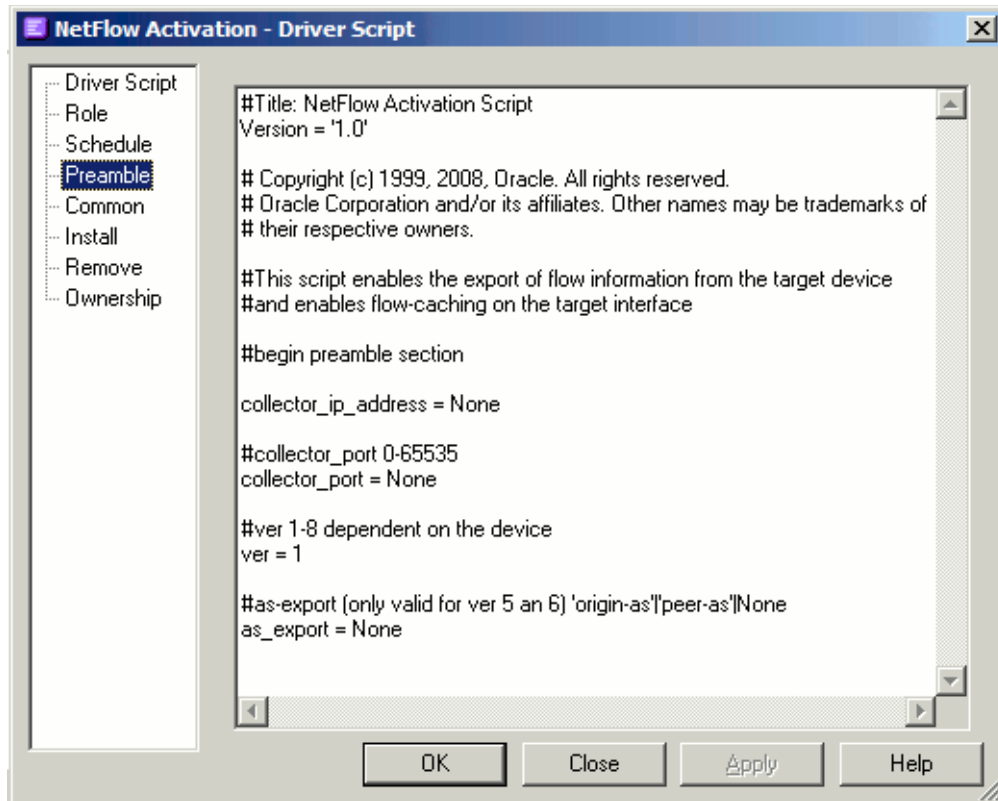 NetFlow Activation - Driver Script
Driver Script
Role
Schedule
Preamble
Common
Install
Remove
Ownership
#Title: NetFlow Activation Script
Version = '1.0'
# Copyright (c) 1999, 2008, Oracle. All rights reserved.
# Oracle Corporation and/or its affiliates. Other names may be trademarks of
# their respective owners.
#This script enables the export of flow information from the target device
#and enables flow-caching on the target interface
#begin preamble section
collector_ip_address = None
#collector_port 0-65535
collector_port = None
#ver 1-8 dependent on the device
ver = 1
#as-export (only valid for ver 5 an 6) 'origin-as'|'peer-as'|None
as_export = None
OK
Close
Apply
Help